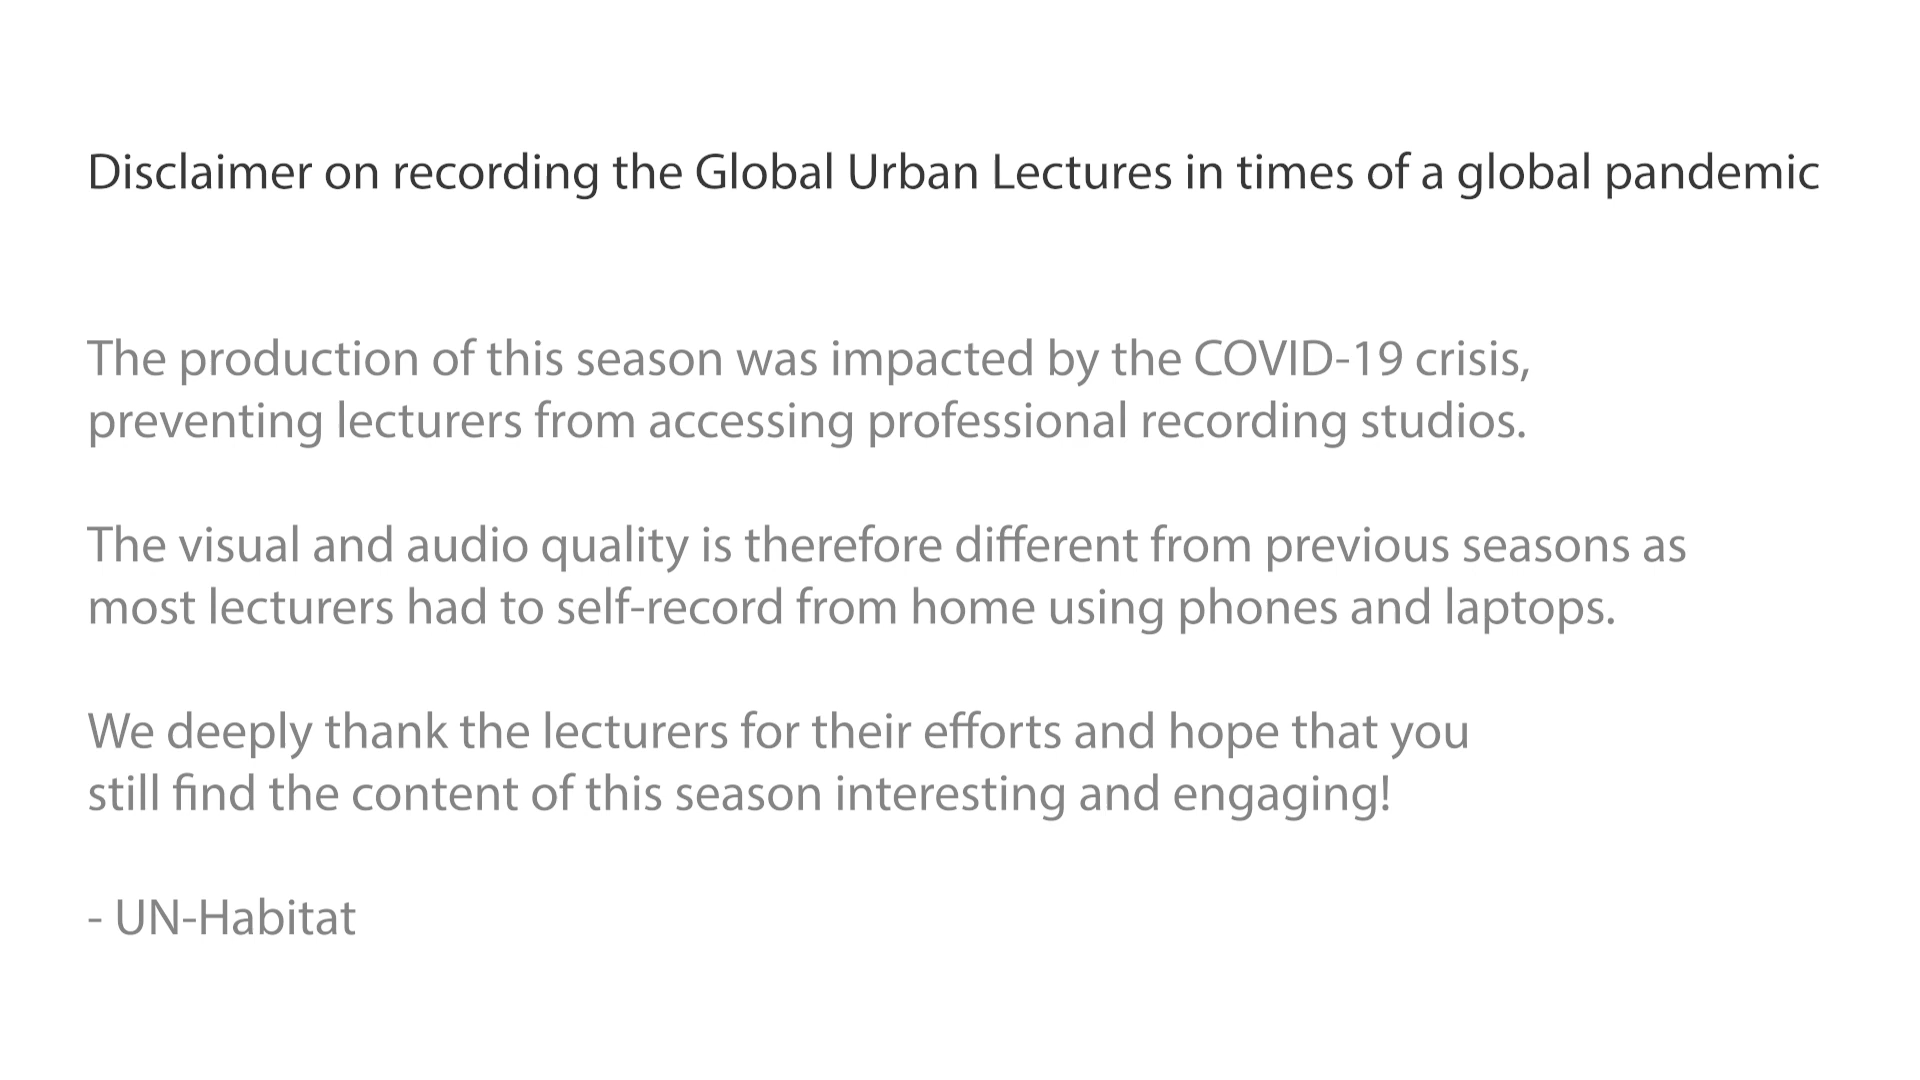 Disclaimer on recording the Global Urban Lectures in times of a global pandemic
The production of this season was impacted by the COVID-19 crisis,
preventing lecturers from accessing professional recording studios.
The visual and audio quality is therefore different from previous seasons as
most lecturers had to self-record from home using phones and laptops.
We deeply thank the lecturers for their efforts and hope that you
still find the content of this season interesting and engaging!
- UN-Habitat